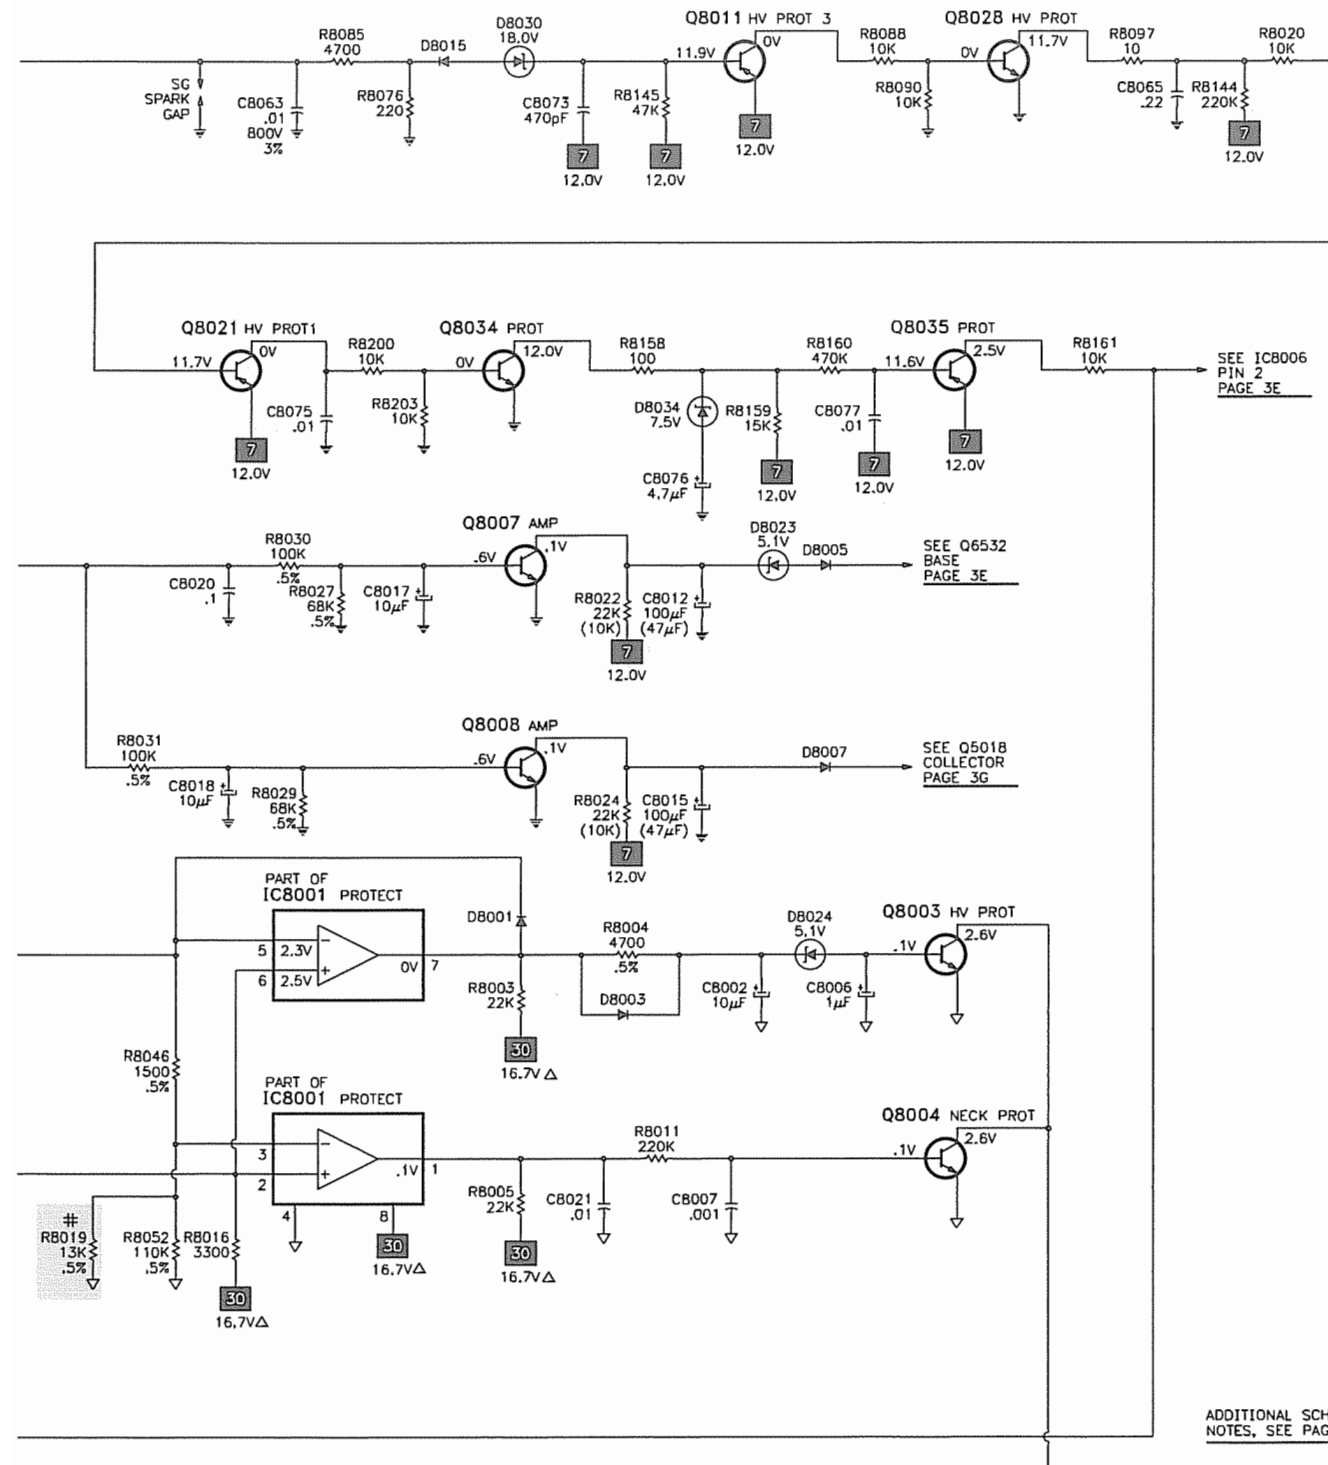 Q8011 HV PROT 3
0V
11.9V
7
12.0V
Q8028 HV PROT
11.7V
0V
R8085
4700
D8015
D8030
18.0V
SG
SPARK
GAP
C8063
.01
800V
3%
R8076
220
C8073
470pF
7
12.0V
R8145
47K
7
12.0V
R8088
10K
R8090
10K
R8097
10
C8065
.22
R8144
220K
7
12.0V
R8020
10K
Q8021 HV PROT1
0V
11.7V
7
12.0V
C8075
.01
R8200
10K
R8203
10K
Q8034 PROT
12.0V
0V
R8158
100
D8034
7.5V
C8076
4.7µF
R8159
15K
7
12.0V
R8160
470K
C8077
.01
7
12.0V
Q8035 PROT
2.5V
11.6V
7
12.0V
R8161
10K
SEE IC8006
PIN 2
PAGE 3E
C8020
.1
R8030
100K
.5%
R8027
68K
.5%
C8017
10µF
Q8007 AMP
.1V
.6V
R8022
22K
(10K)
7
12.0V
C8012
100µF
(47µF)
D8023
5.1V
D8005
SEE Q6532
BASE
PAGE 3E
R8031
100K
.5%
C8018
10µF
R8029
68K
.5%
Q8008 AMP
.1V
.6V
R8024
22K
(10K)
7
12.0V
C8015
100µF
(47µF)
D8007
SEE Q5018
COLLECTOR
PAGE 3G
PART OF
IC8001 PROTECT
5 2.3V −
6 2.5V +
0V 7
D8001
R8003
22K
30
16.7V△
R8004
4700
.5%
D8003
C8002
10µF
D8024
5.1V
C8006
1µF
Q8003 HV PROT
2.6V
.1V
R8046
1500
.5%
PART OF
IC8001 PROTECT
3 −
2 +
.1V 1
4
8
30
16.7V△
R8005
22K
30
16.7V△
C8021
.01
R8011
220K
C8007
.001
Q8004 NECK PROT
2.6V
.1V
#
R8019
13K
.5%
R8052
110K
.5%
R8016
3300
30
16.7V△
ADDITIONAL SCH
NOTES, SEE PAG